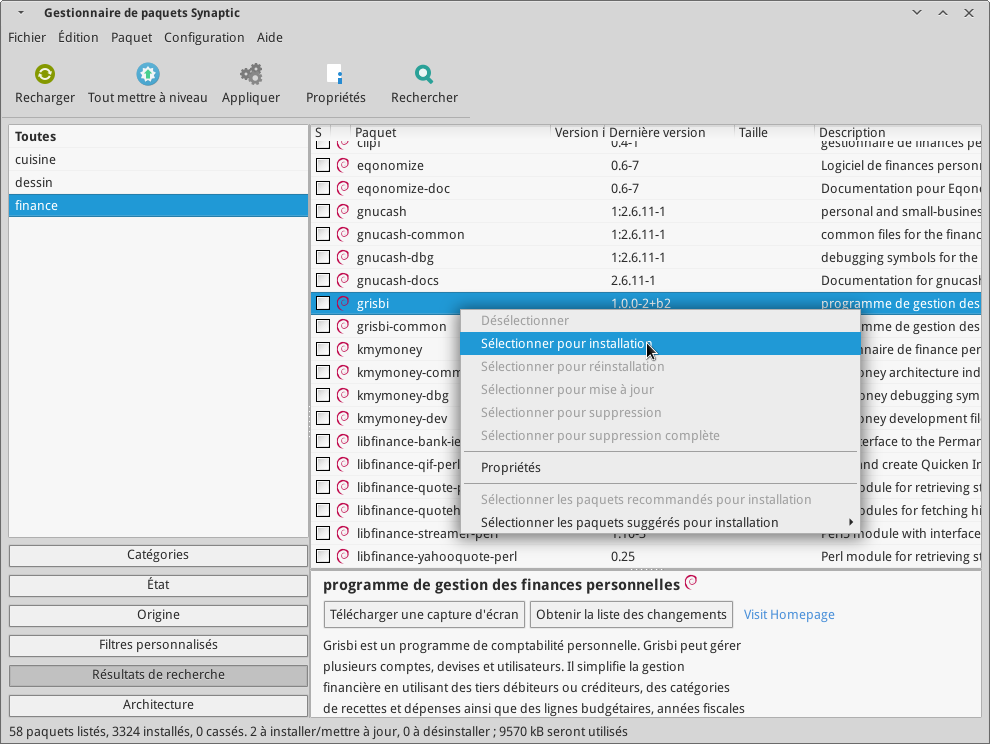 Gestionnaire de paquets Synaptic
Fichier Édition Paquet Configuration Aide
Recharger Tout mettre à niveau Appliquer Propriétés Rechercher
Toutes
cuisine
dessin
finance
S Paquet Version i Dernière version Taille Description
0.4-1 gestionnaire de finances pe
eqonomize 0.6-7 Logiciel de finances person
eqonomize-doc 0.6-7 Documentation pour Eqono
gnucash 1:2.6.11-1 personal and small-busines
gnucash-common 1:2.6.11-1 common files for the financ
gnucash-dbg 1:2.6.11-1 debugging symbols for the
gnucash-docs 2.6.11-1 Documentation for gnucash
grisbi 1.0.0-2+b2 programme de gestion des
grisbi-common mme de gestion des
kmymoney nnaire de finance per
kmymoney-comm ney architecture ind
kmymoney-dbg oney debugging sym
kmymoney-dev ney development file
libfinance-bank-ie terface to the Perman
libfinance-qif-perl and create Quicken In
libfinance-quote-p odule for retrieving st
libfinance-quoteh odules for fetching hi
libfinance-streamer-perl 1.10-3 Perl5 module with interface
libfinance-yahooquote-perl 0.25 Perl module for retrieving st
Désélectionner
Sélectionner pour installation
Sélectionner pour réinstallation
Sélectionner pour mise à jour
Sélectionner pour suppression
Sélectionner pour suppression complète
Propriétés
Sélectionner les paquets recommandés pour installation
Sélectionner les paquets suggérés pour installation
Catégories
État
Origine
Filtres personnalisés
Résultats de recherche
Architecture
programme de gestion des finances personnelles
Télécharger une capture d'écran Obtenir la liste des changements Visit Homepage
Grisbi est un programme de comptabilité personnelle. Grisbi peut gérer
plusieurs comptes, devises et utilisateurs. Il simplifie la gestion
financière en utilisant des tiers débiteurs ou créditeurs, des catégories
de recettes et dépenses ainsi que des lignes budgétaires, années fiscales
58 paquets listés, 3324 installés, 0 cassés. 2 à installer/mettre à jour, 0 à désinstaller ; 9570 kB seront utilisés